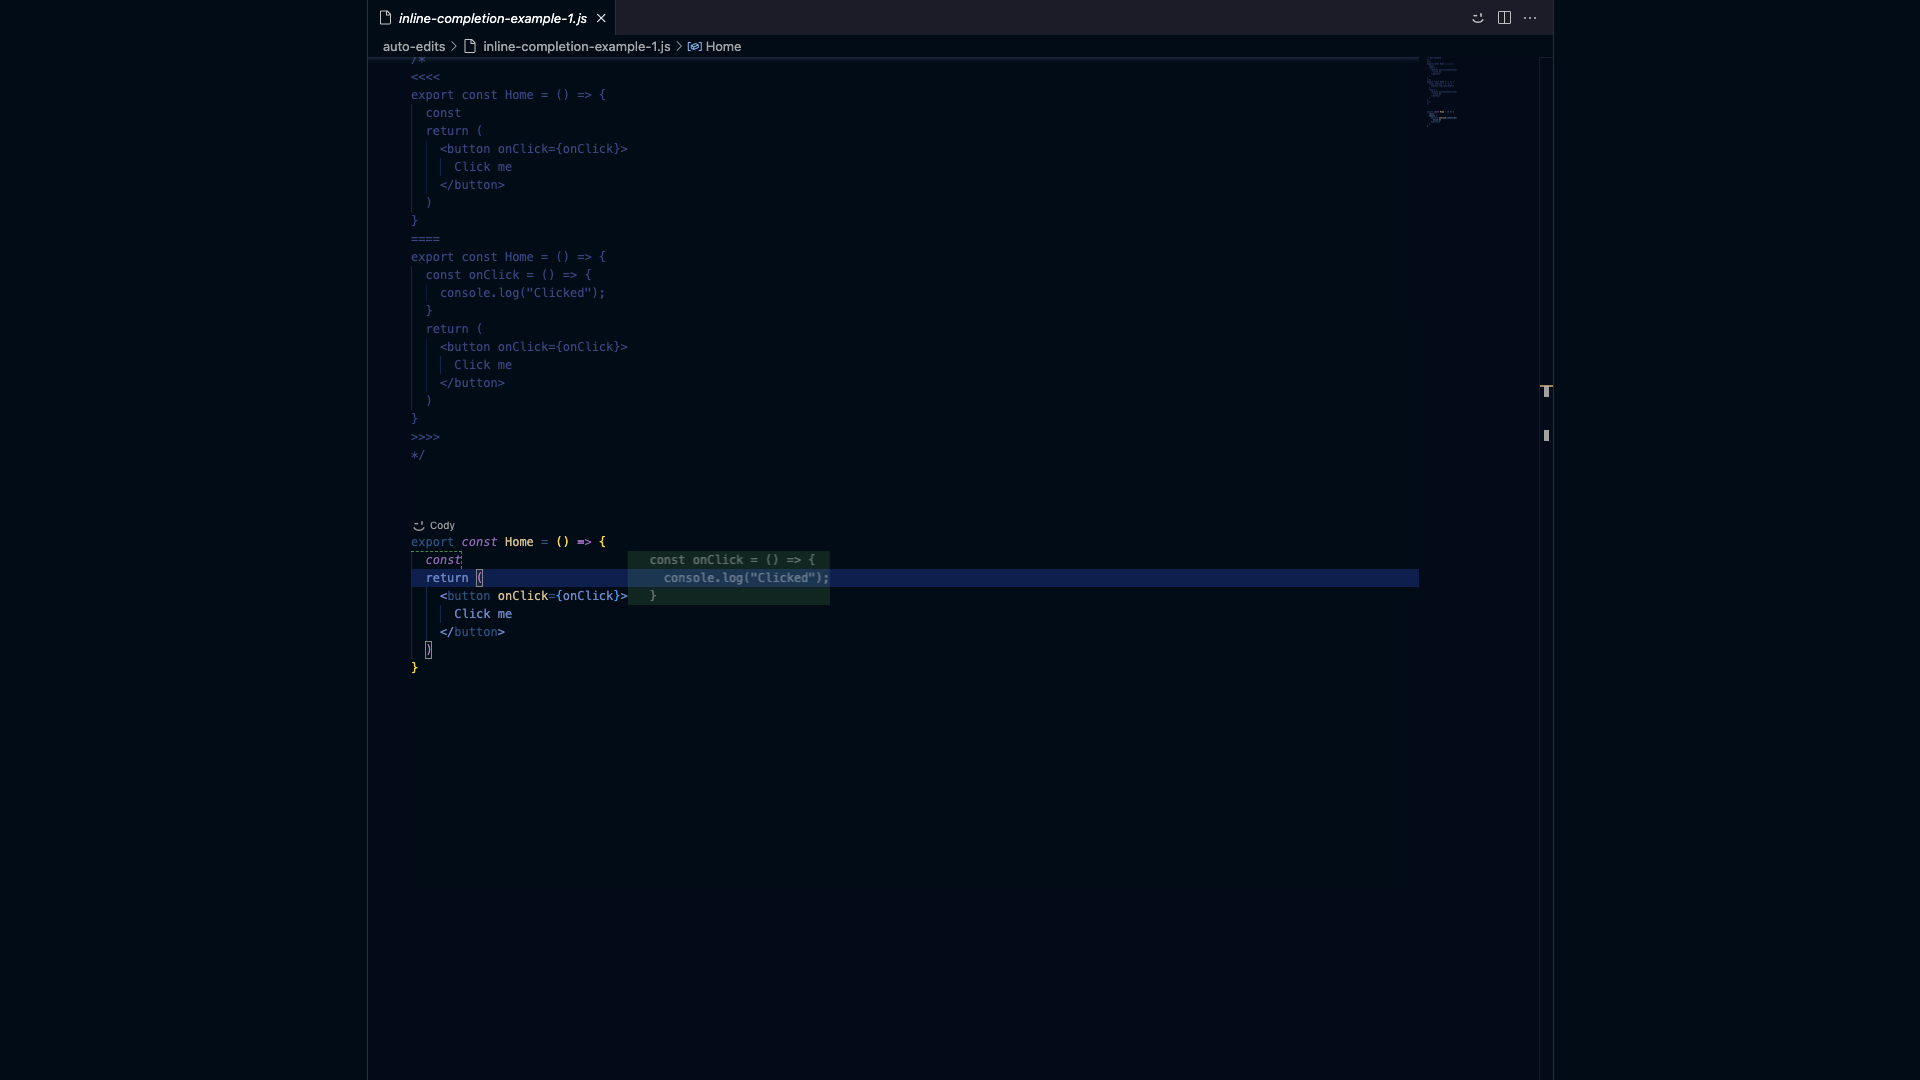 inline-completion-example-1.js
auto-edits > inline-completion-example-1.js > Home
/*
<<<<
export const Home = () => {
  const
  return (
    <button onClick={onClick}>
      Click me
    </button>
  )
}
====
export const Home = () => {
  const onClick = () => {
    console.log("Clicked");
  }
  return (
    <button onClick={onClick}>
      Click me
    </button>
  )
}
>>>>
*/
Cody
export const Home = () => {
  const    const onClick = () => {
  return (    console.log("Clicked");
    <button onClick={onClick}>    }
      Click me
    </button>
  )
}